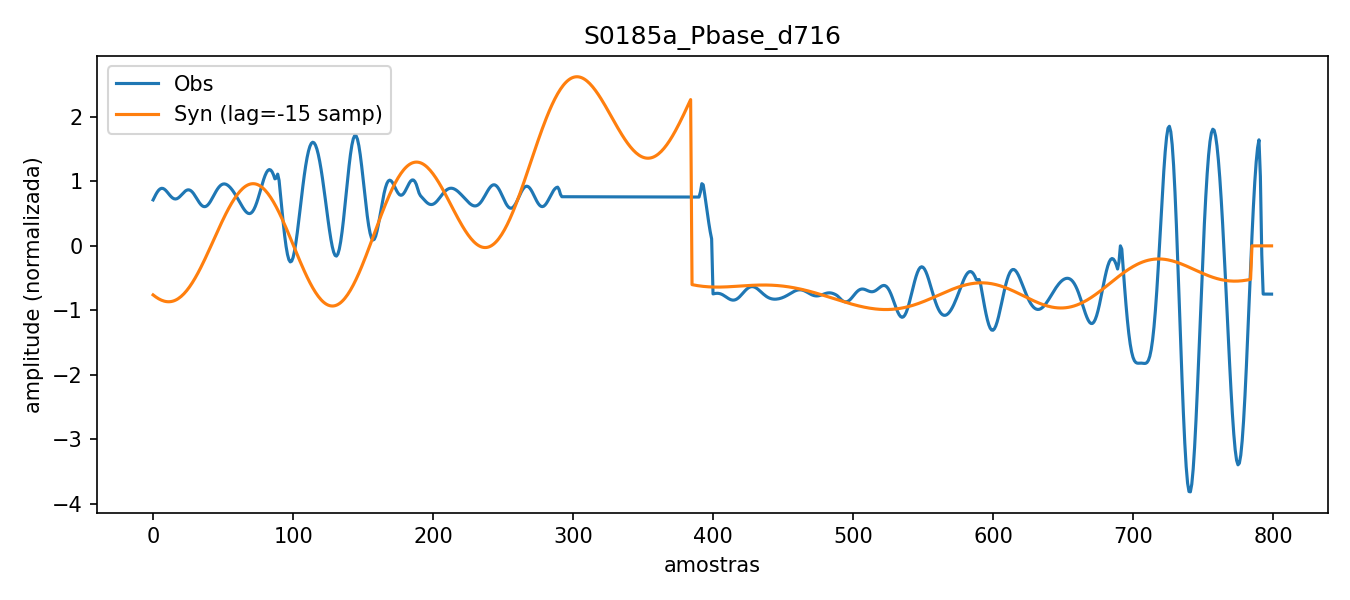 S0185a_Pbase_d716
Obs
Syn (lag=-15 samp)
amplitude (normalizada)
2
1
0
−1
−2
−3
−4
0 100 200 300 400 500 600 700 800
amostras